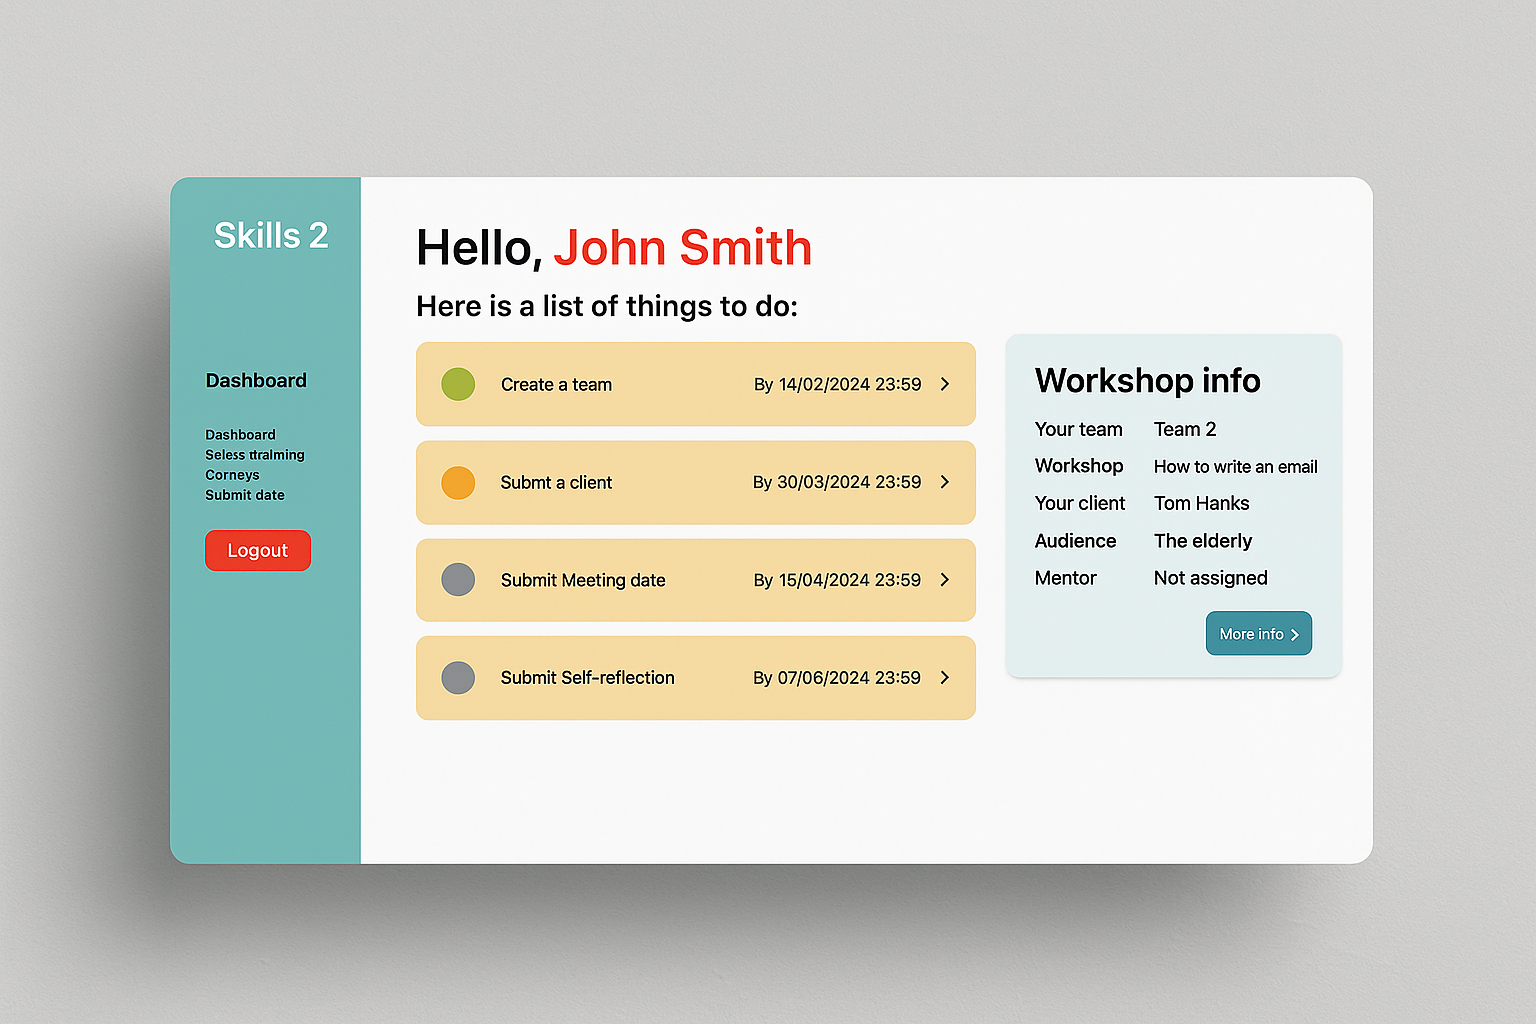 Skills 2
Dashboard
Dashboard
Seless tralming
Corneys
Submit date
Logout
Hello, John Smith
Here is a list of things to do:
Create a team By 14/02/2024 23:59
Submt a client By 30/03/2024 23:59
Submit Meeting date By 15/04/2024 23:59
Submit Self-reflection By 07/06/2024 23:59
Workshop info
Your team Team 2
Workshop How to write an email
Your client Tom Hanks
Audience The elderly
Mentor Not assigned
More info